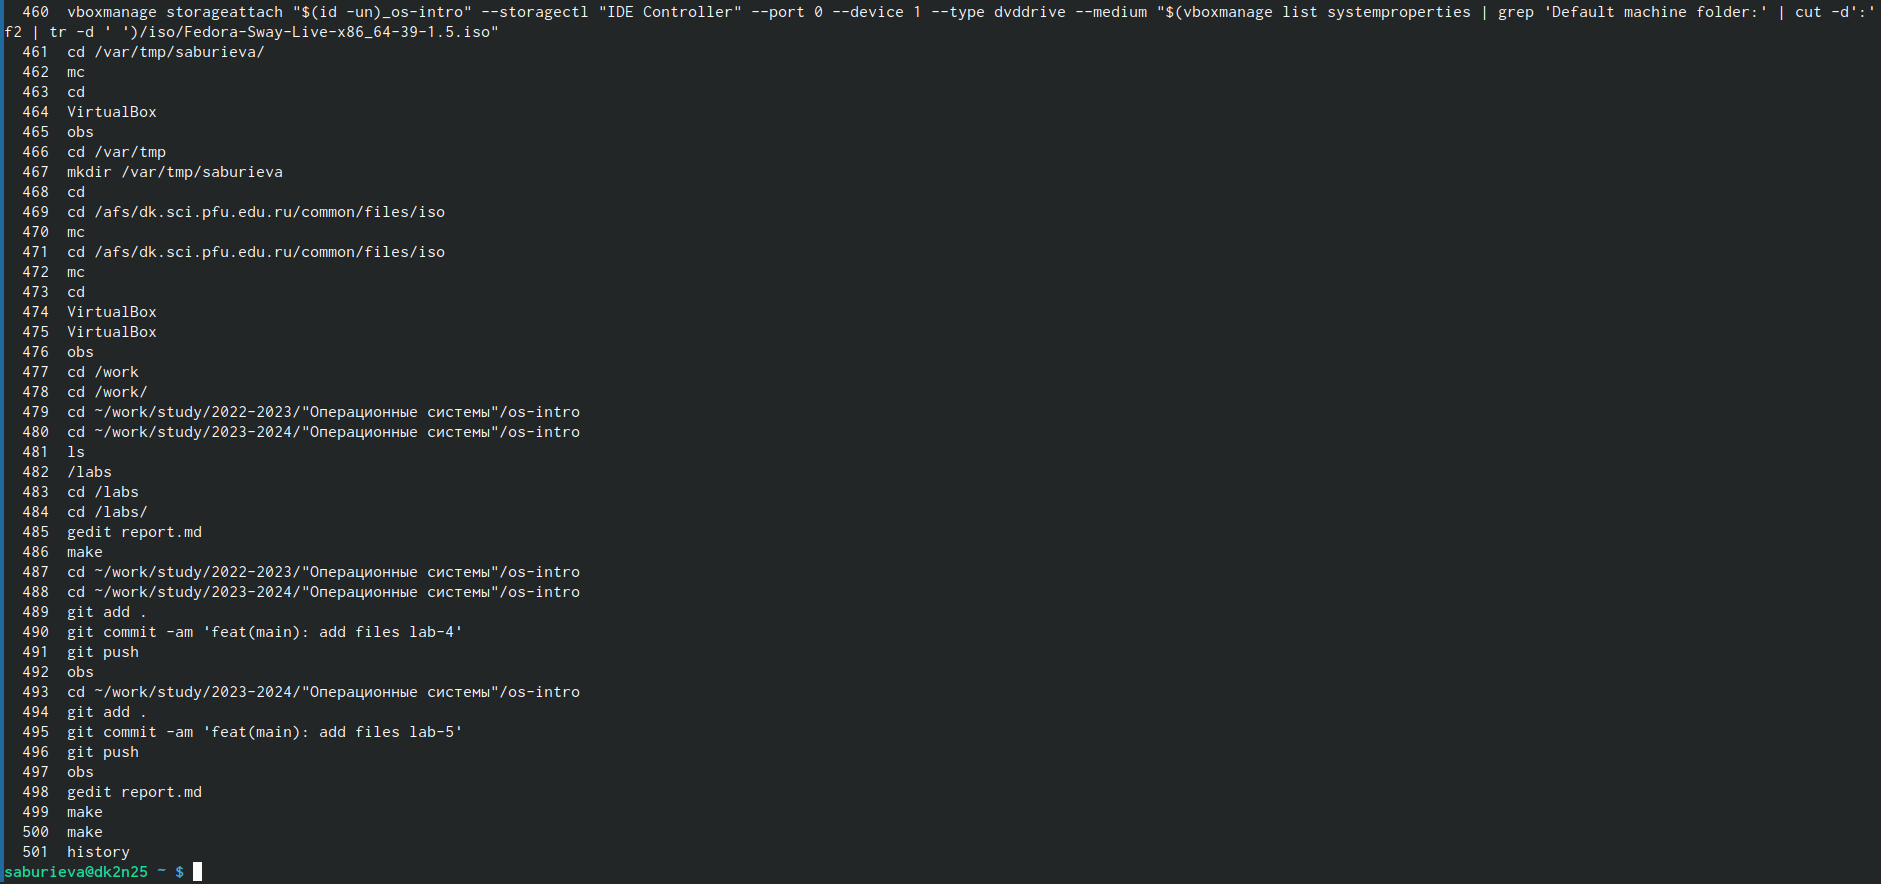 460  vboxmanage storageattach "$(id -un)_os-intro" --storagectl "IDE Controller" --port 0 --device 1 --type dvddrive --medium "$(vboxmanage list systemproperties | grep 'Default machine folder:' | cut -d':'
f2 | tr -d ' ')/iso/Fedora-Sway-Live-x86_64-39-1.5.iso"
461  cd /var/tmp/saburieva/
462  mc
463  cd
464  VirtualBox
465  obs
466  cd /var/tmp
467  mkdir /var/tmp/saburieva
468  cd
469  cd /afs/dk.sci.pfu.edu.ru/common/files/iso
470  mc
471  cd /afs/dk.sci.pfu.edu.ru/common/files/iso
472  mc
473  cd
474  VirtualBox
475  VirtualBox
476  obs
477  cd /work
478  cd /work/
479  cd ~/work/study/2022-2023/"Операционные системы"/os-intro
480  cd ~/work/study/2023-2024/"Операционные системы"/os-intro
481  ls
482  /labs
483  cd /labs
484  cd /labs/
485  gedit report.md
486  make
487  cd ~/work/study/2022-2023/"Операционные системы"/os-intro
488  cd ~/work/study/2023-2024/"Операционные системы"/os-intro
489  git add .
490  git commit -am 'feat(main): add files lab-4'
491  git push
492  obs
493  cd ~/work/study/2023-2024/"Операционные системы"/os-intro
494  git add .
495  git commit -am 'feat(main): add files lab-5'
496  git push
497  obs
498  gedit report.md
499  make
500  make
501  history
saburieva@dk2n25 ~ $